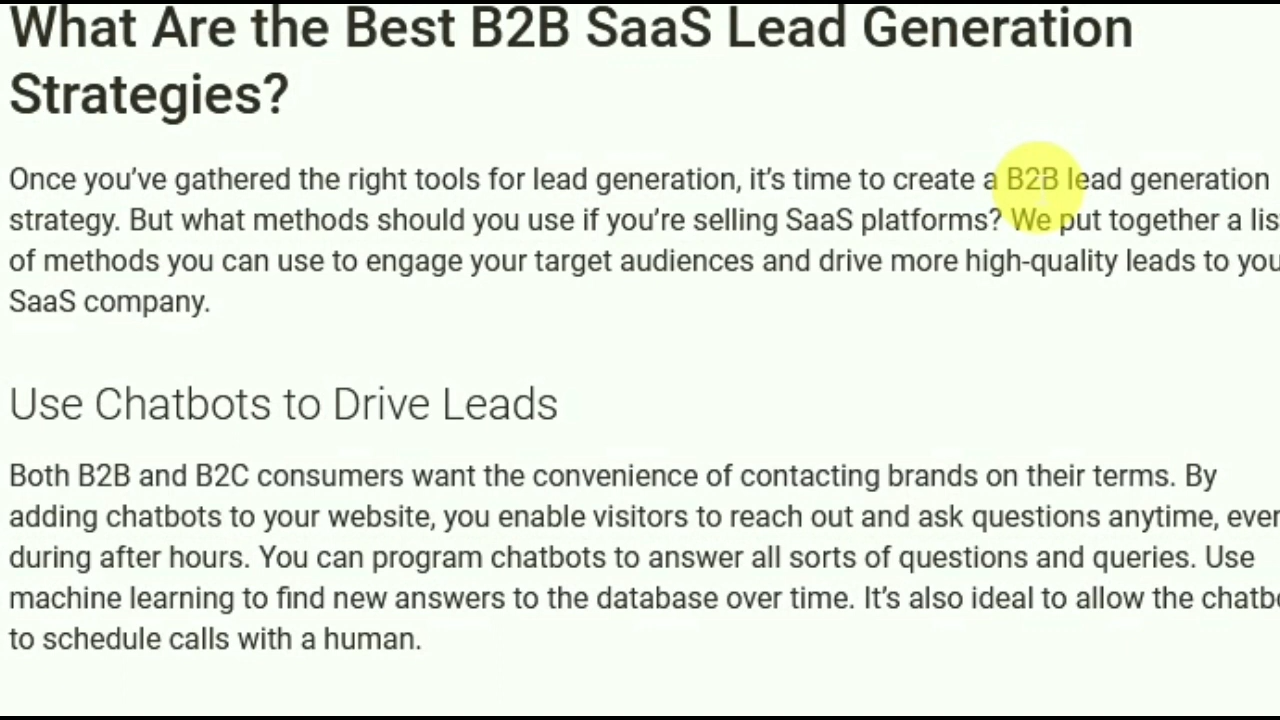 What Are the Best B2B SaaS Lead Generation
Strategies?
Once you’ve gathered the right tools for lead generation, it’s time to create a B2B lead generation
strategy. But what methods should you use if you’re selling SaaS platforms? We put together a lis
of methods you can use to engage your target audiences and drive more high-quality leads to you
SaaS company.
Use Chatbots to Drive Leads
Both B2B and B2C consumers want the convenience of contacting brands on their terms. By
adding chatbots to your website, you enable visitors to reach out and ask questions anytime, ever
during after hours. You can program chatbots to answer all sorts of questions and queries. Use
machine learning to find new answers to the database over time. It’s also ideal to allow the chatb
to schedule calls with a human.